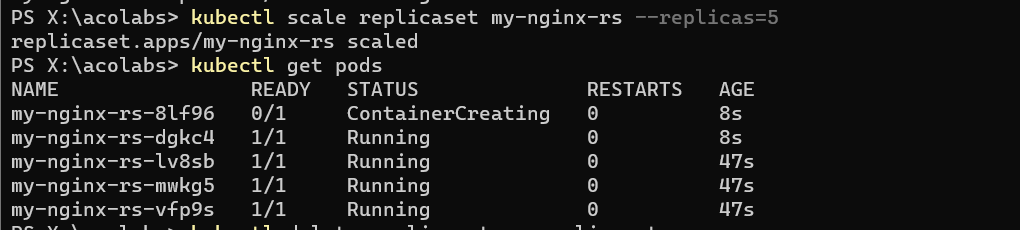 PS X:\acolabs> kubectl scale replicaset my-nginx-rs --replicas=5
replicaset.apps/my-nginx-rs scaled
PS X:\acolabs> kubectl get pods
NAME READY STATUS RESTARTS AGE
my-nginx-rs-8lf96 0/1 ContainerCreating 0 8s
my-nginx-rs-dgkc4 1/1 Running 0 8s
my-nginx-rs-lv8sb 1/1 Running 0 47s
my-nginx-rs-mwkg5 1/1 Running 0 47s
my-nginx-rs-vfp9s 1/1 Running 0 47s